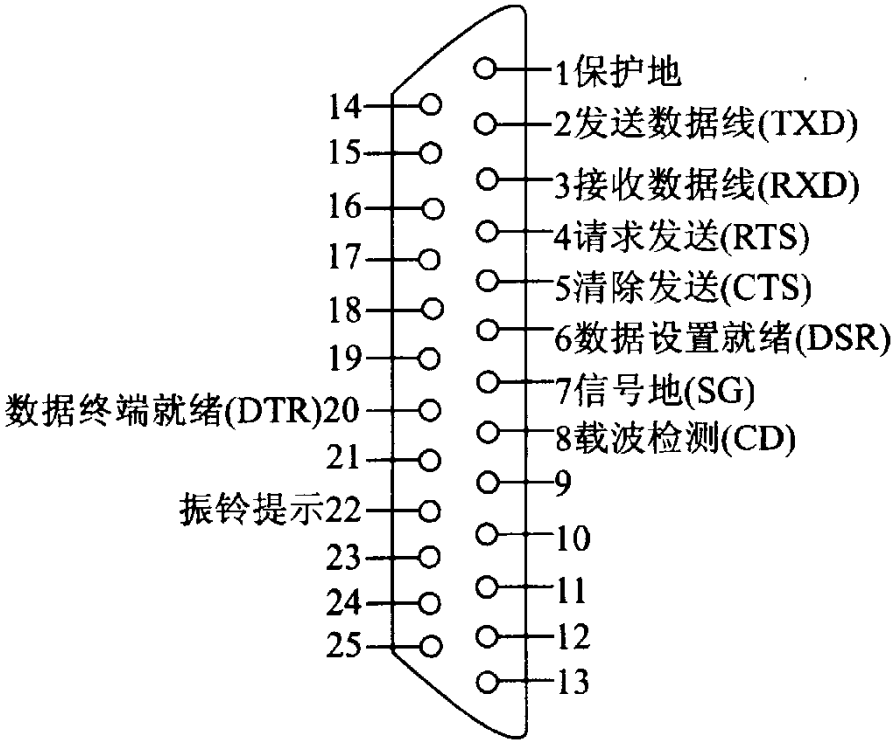 1保护地
14
2发送数据线(TXD)
15
3接收数据线(RXD)
16
4请求发送(RTS)
17
5清除发送(CTS)
18
6数据设置就绪(DSR)
19
7信号地(SG)
数据终端就绪(DTR)20
8载波检测(CD)
21
9
振铃提示22
10
23
11
24
12
25
13